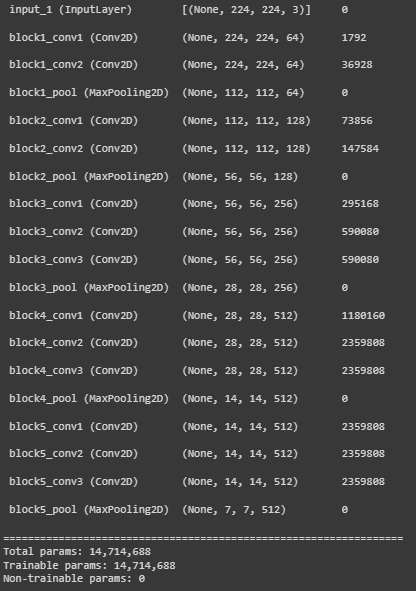 input_1 (InputLayer) [(None, 224, 224, 3)] 0
block1_conv1 (Conv2D) (None, 224, 224, 64) 1792
block1_conv2 (Conv2D) (None, 224, 224, 64) 36928
block1_pool (MaxPooling2D) (None, 112, 112, 64) 0
block2_conv1 (Conv2D) (None, 112, 112, 128) 73856
block2_conv2 (Conv2D) (None, 112, 112, 128) 147584
block2_pool (MaxPooling2D) (None, 56, 56, 128) 0
block3_conv1 (Conv2D) (None, 56, 56, 256) 295168
block3_conv2 (Conv2D) (None, 56, 56, 256) 590080
block3_conv3 (Conv2D) (None, 56, 56, 256) 590080
block3_pool (MaxPooling2D) (None, 28, 28, 256) 0
block4_conv1 (Conv2D) (None, 28, 28, 512) 1180160
block4_conv2 (Conv2D) (None, 28, 28, 512) 2359808
block4_conv3 (Conv2D) (None, 28, 28, 512) 2359808
block4_pool (MaxPooling2D) (None, 14, 14, 512) 0
block5_conv1 (Conv2D) (None, 14, 14, 512) 2359808
block5_conv2 (Conv2D) (None, 14, 14, 512) 2359808
block5_conv3 (Conv2D) (None, 14, 14, 512) 2359808
block5_pool (MaxPooling2D) (None, 7, 7, 512) 0
=================================================================
Total params: 14,714,688
Trainable params: 14,714,688
Non-trainable params: 0